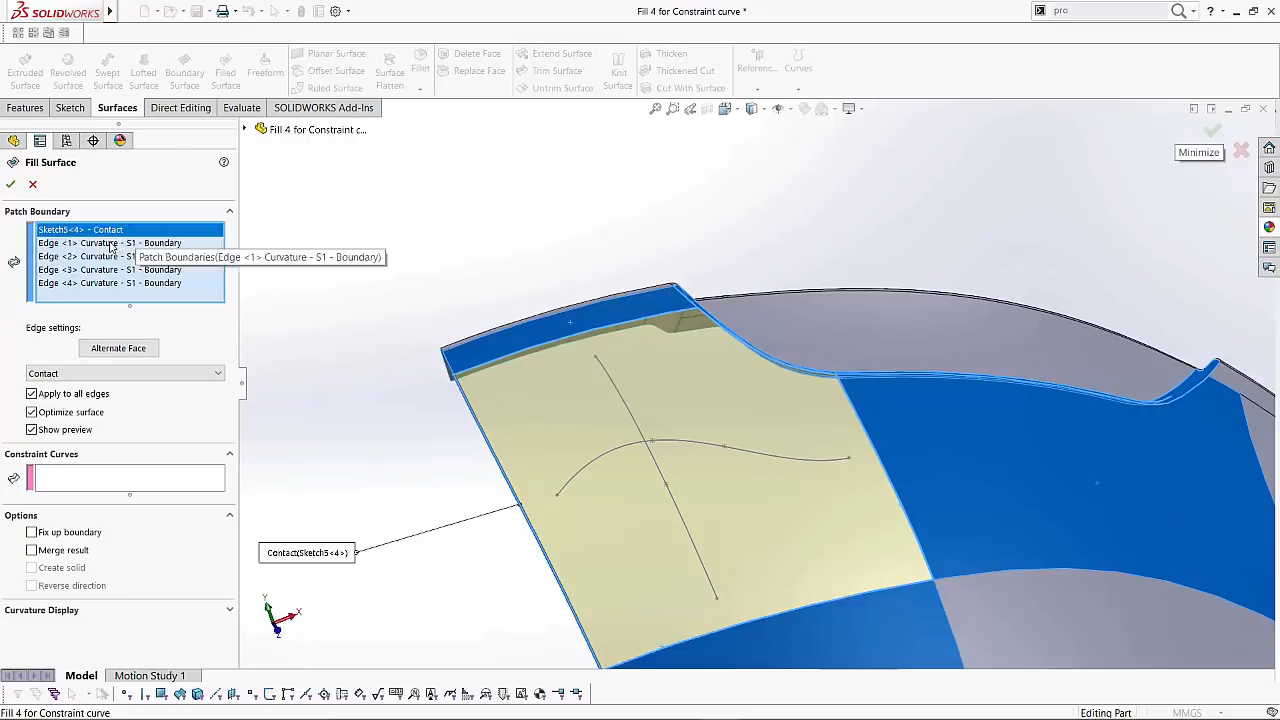 SOLIDWORKS
Fill 4 for Constraint curve *
pro
Extruded Surface
Revolved Surface
Swept Surface
Lofted Surface
Boundary Surface
Filled Surface
Freeform
Planar Surface
Offset Surface
Ruled Surface
Surface Flatten
Fillet
Delete Face
Replace Face
Extend Surface
Trim Surface
Untrim Surface
Knit Surface
Thicken
Thickened Cut
Cut With Surface
Referenc...
Curves
Features
Sketch
Surfaces
Direct Editing
Evaluate
SOLIDWORKS Add-Ins
Fill 4 for Constraint c...
Minimize
Fill Surface
Patch Boundary
Sketch5<4> - Contact
Edge <1> Curvature - S1 - Boundary
Edge <2> Curvature - S1
Edge <3> Curvature - S1 - Boundary
Edge <4> Curvature - S1 - Boundary
Patch Boundaries(Edge <1> Curvature - S1 - Boundary)
Edge settings:
Alternate Face
Contact
Apply to all edges
Optimize surface
Show preview
Constraint Curves
Options
Fix up boundary
Merge result
Create solid
Reverse direction
Curvature Display
Contact(Sketch5<4>)
Y
X
Z
Model
Motion Study 1
Fill 4 for Constraint curve
Editing Part
MMGS